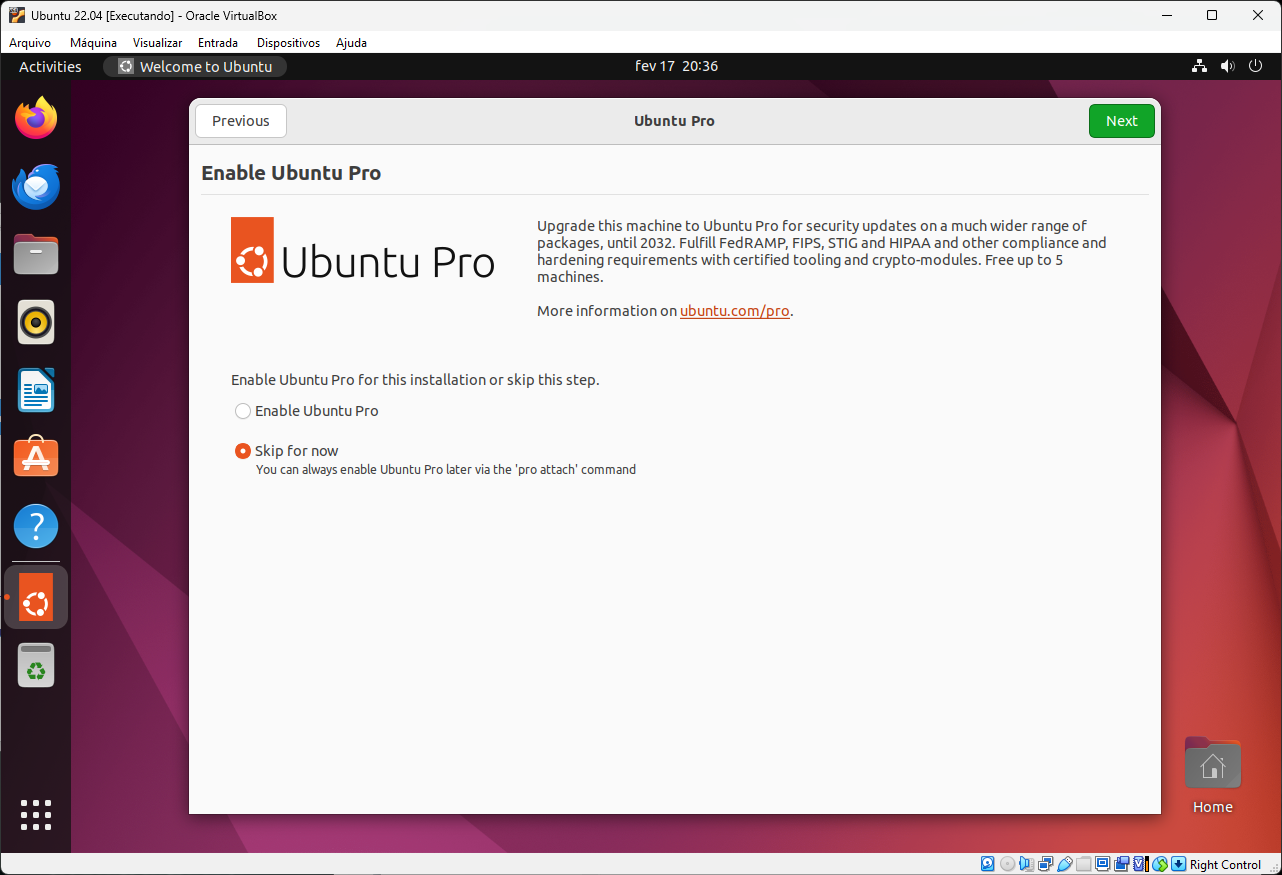 Ubuntu 22.04 [Executando] - Oracle VirtualBox
Arquivo Máquina Visualizar Entrada Dispositivos Ajuda
Activities Welcome to Ubuntu fev 17 20:36
Previous Ubuntu Pro Next
Enable Ubuntu Pro
Ubuntu Pro
Upgrade this machine to Ubuntu Pro for security updates on a much wider range of
packages, until 2032. Fulfill FedRAMP, FIPS, STIG and HIPAA and other compliance and
hardening requirements with certified tooling and crypto-modules. Free up to 5
machines.
More information on ubuntu.com/pro.
Enable Ubuntu Pro for this installation or skip this step.
Enable Ubuntu Pro
Skip for now
You can always enable Ubuntu Pro later via the 'pro attach' command
Home
Right Control